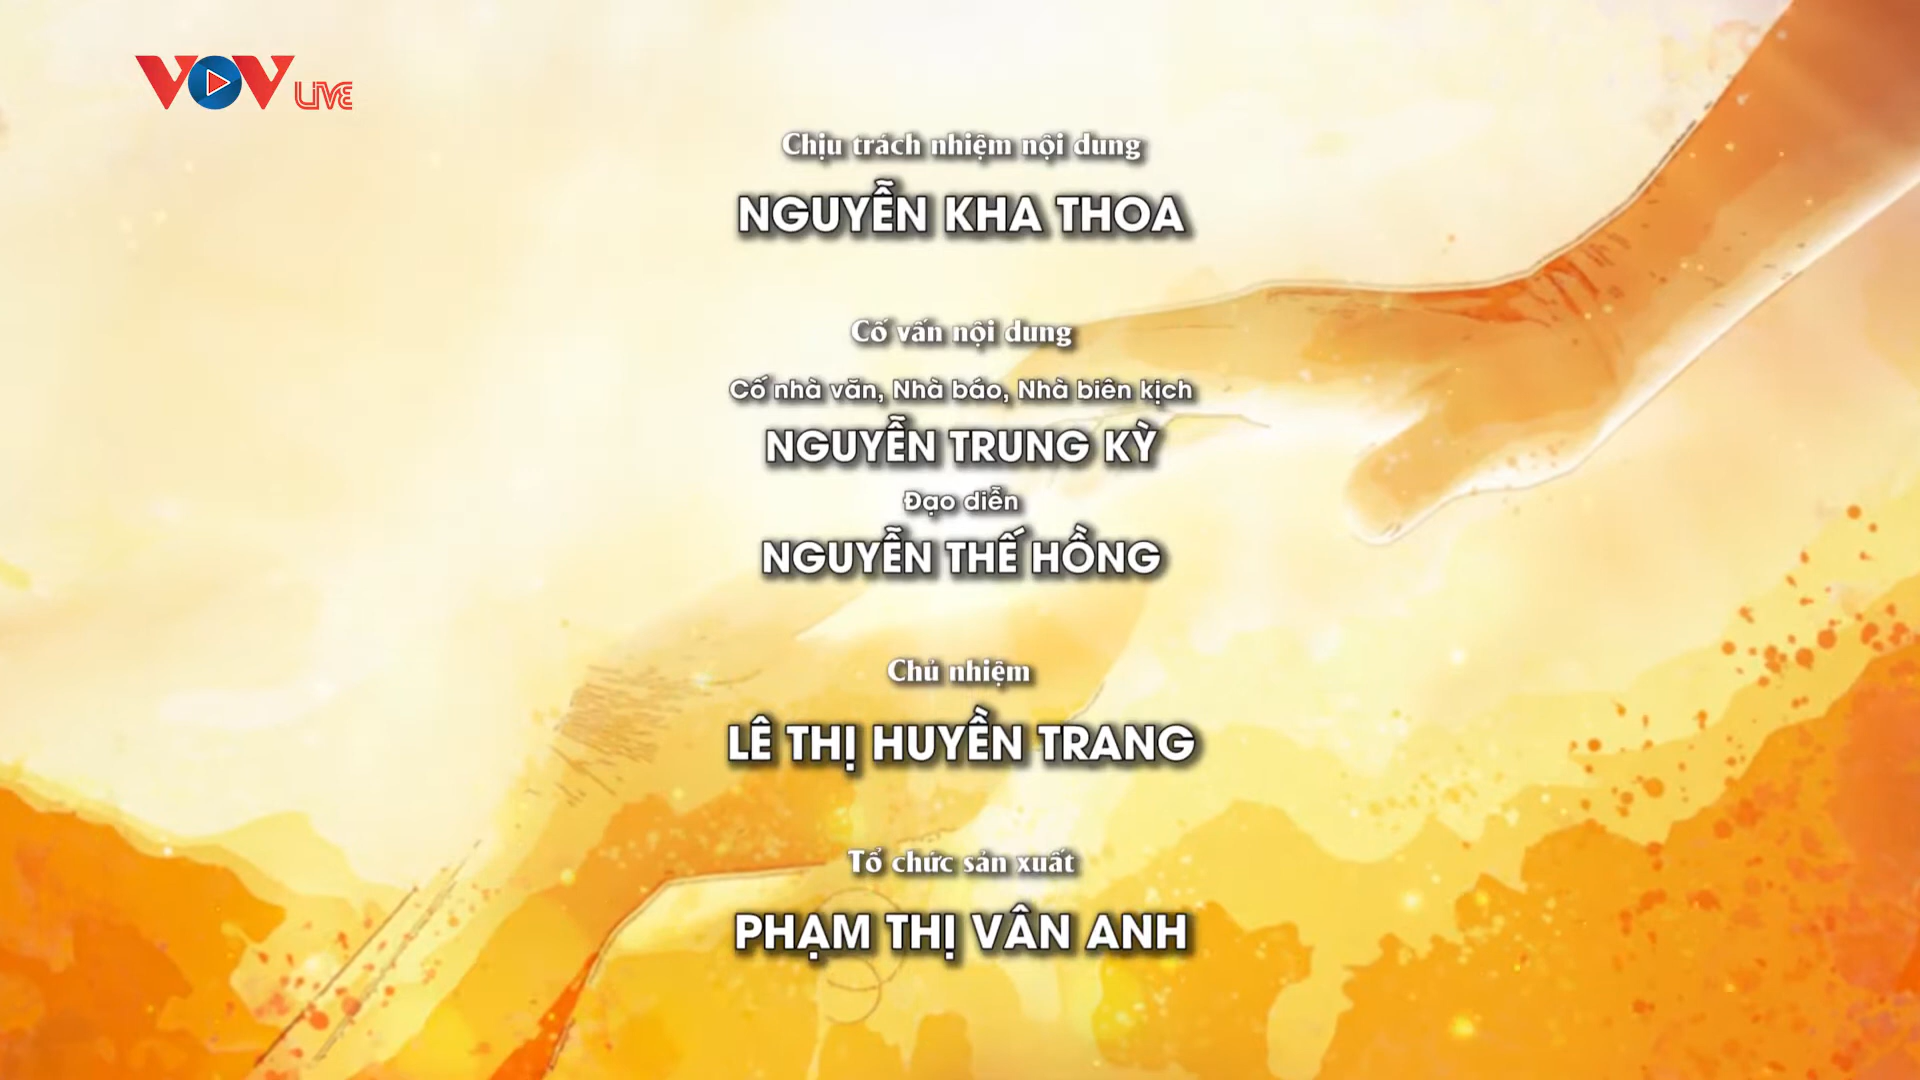 VOV LIVE
Chịu trách nhiệm nội dung
NGUYỄN KHA THOA
Cố vấn nội dung
Cố nhà văn, Nhà báo, Nhà biên kịch
NGUYỄN TRUNG KỲ
Đạo diễn
NGUYỄN THẾ HỒNG
Chủ nhiệm
LÊ THỊ HUYỀN TRANG
Tổ chức sản xuất
PHẠM THỊ VÂN ANH